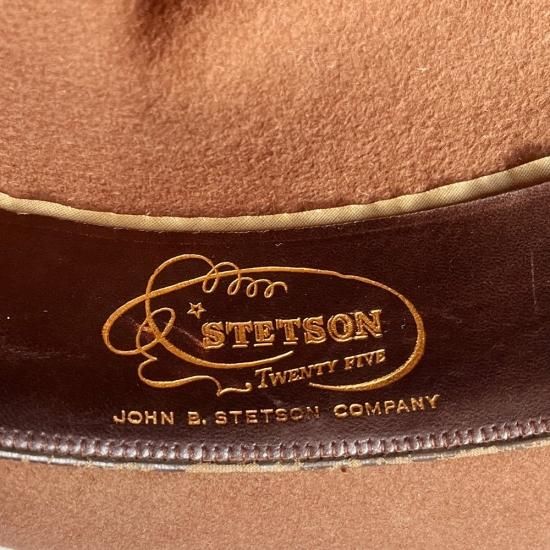 STETSON
TWENTY FIVE
JOHN B. STETSON COMPANY